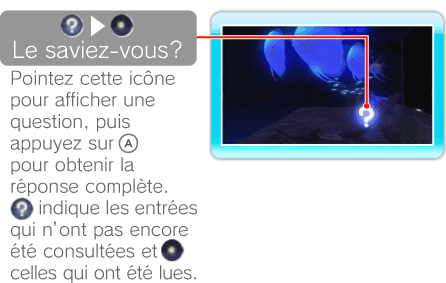 Le saviez-vous?
Pointez cette icône
pour afficher une
question, puis
appuyez sur Ⓐ
pour obtenir la
réponse complète.
? indique les entrées
qui n'ont pas encore
été consultées et
celles qui ont été lues.